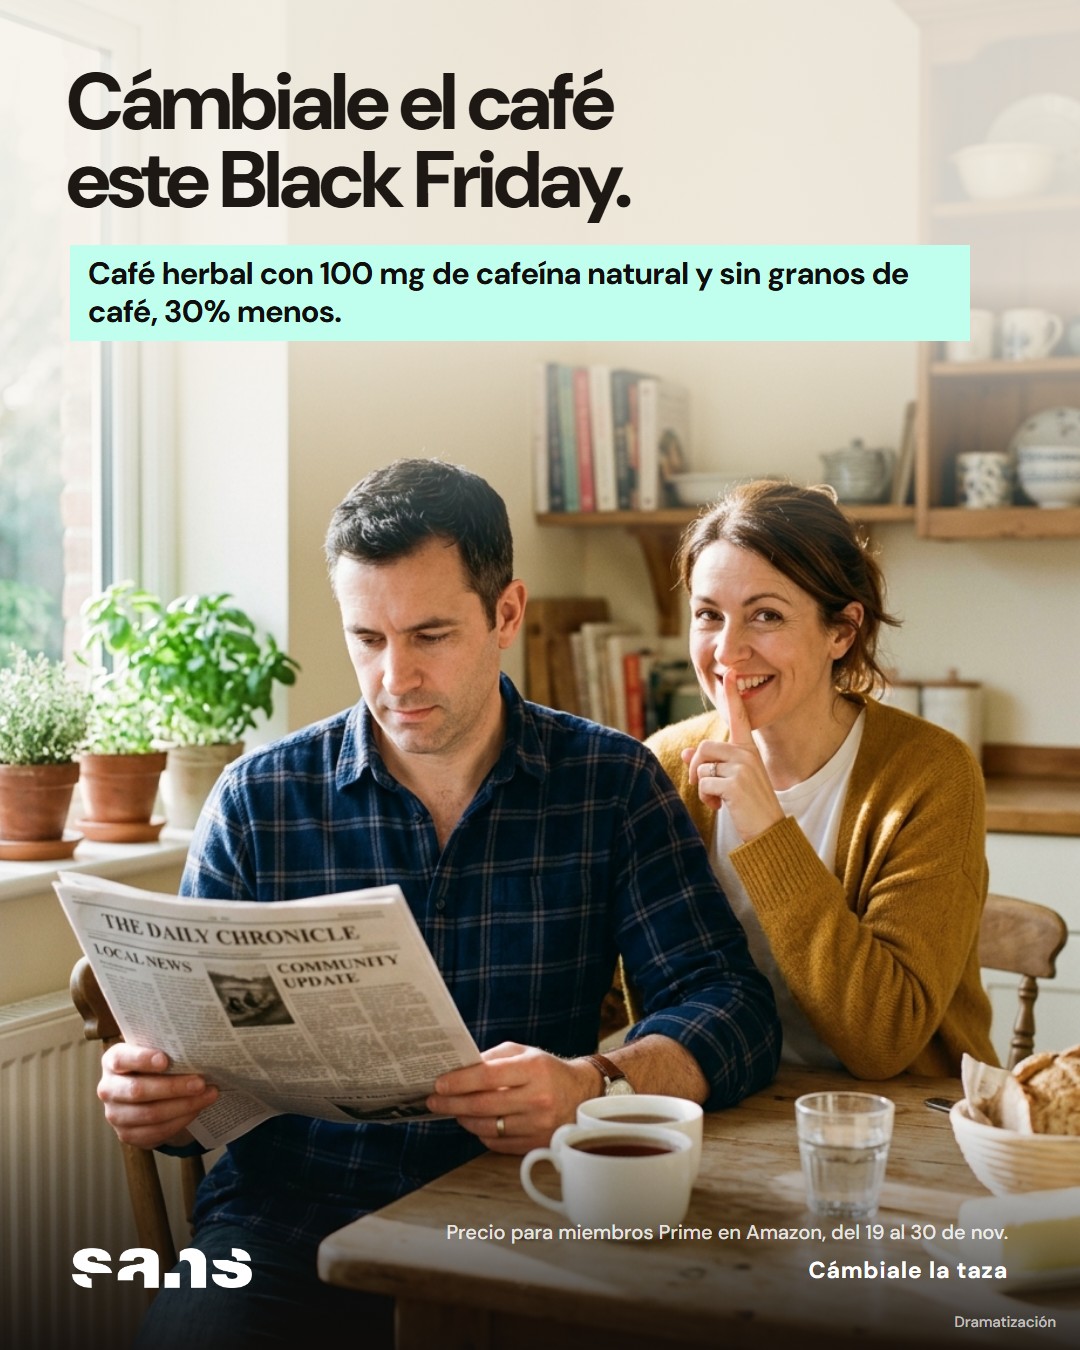 Cámbiale el café
este Black Friday.
Café herbal con 100 mg de cafeína natural y sin granos de
café, 30% menos.
THE DAILY CHRONICLE
LOCAL NEWS
COMMUNITY
UPDATE
Precio para miembros Prime en Amazon, del 19 al 30 de nov.
sans
Cámbiale la taza
Dramatización